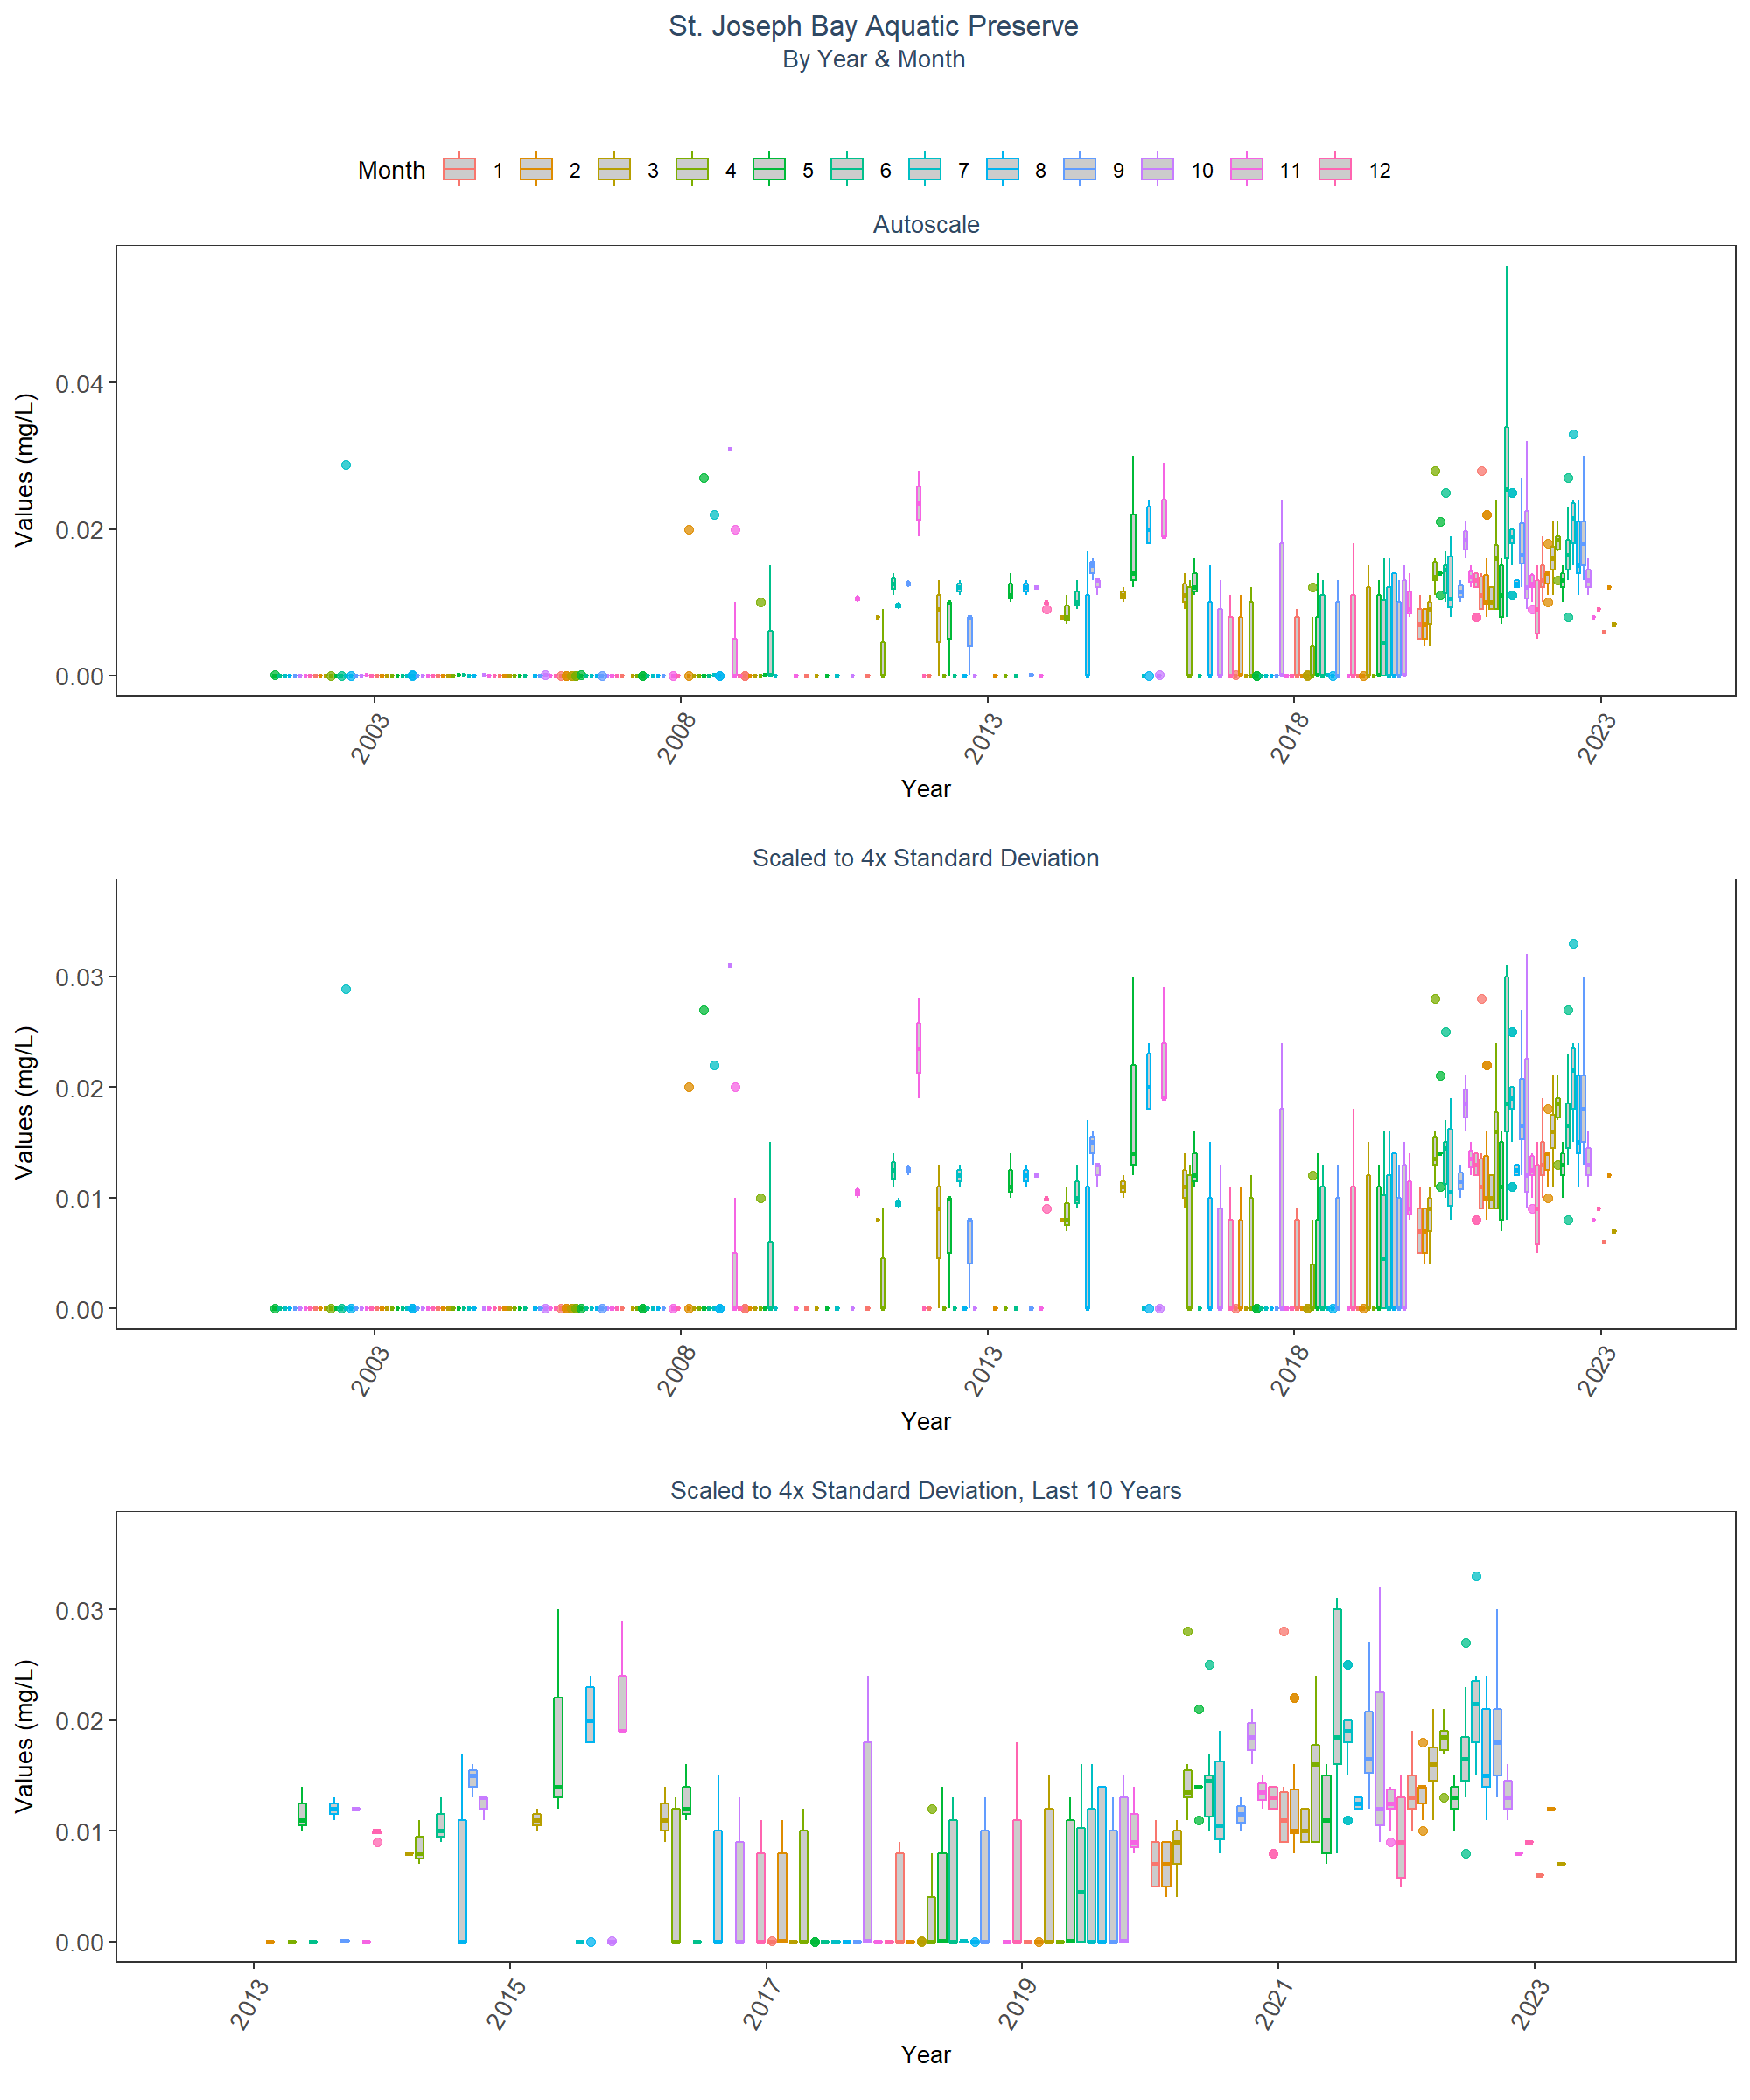 St. Joseph Bay Aquatic Preserve
By Year & Month
Month 1 2 3 4 5 6 7 8 9 10 11 12
Autoscale
Values (mg/L)
0.04
0.02
0.00
2003 2008 2013 2018 2023
Year
Scaled to 4x Standard Deviation
Values (mg/L)
0.03
0.02
0.01
0.00
2003 2008 2013 2018 2023
Year
Scaled to 4x Standard Deviation, Last 10 Years
Values (mg/L)
0.03
0.02
0.01
0.00
2013 2015 2017 2019 2021 2023
Year